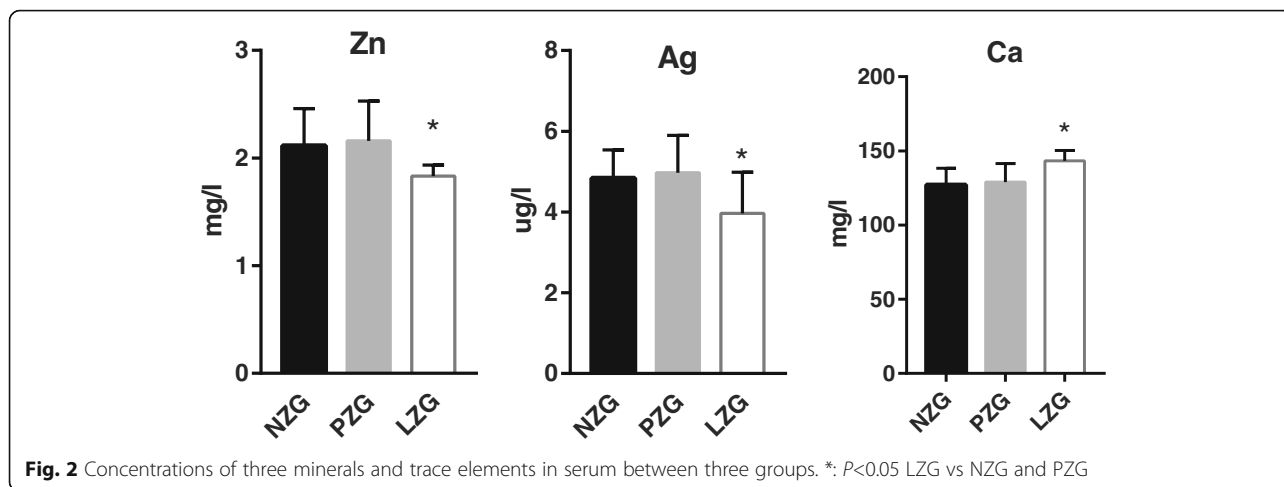 Zn
3
2
1
0
mg/l
*
NZG
PZG
LZG
Ag
8
6
4
2
0
ug/l
*
NZG
PZG
LZG
Ca
200
150
100
50
0
mg/l
*
NZG
PZG
LZG
Fig. 2 Concentrations of three minerals and trace elements in serum between three groups. *: P<0.05 LZG vs NZG and PZG